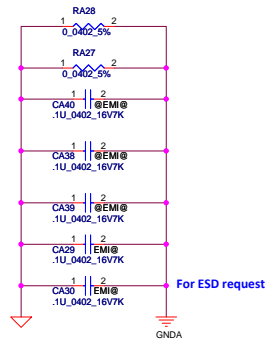 RA28
1 2
0_0402_5%
RA27
1 2
0_0402_5%
1 2
CA40 @EMI@
.1U_0402_16V7K
1 2
CA38 @EMI@
.1U_0402_16V7K
1 2
CA39 @EMI@
.1U_0402_16V7K
1 2
CA29 EMI@
.1U_0402_16V7K
1 2
CA30 EMI@
For ESD request
.1U_0402_16V7K
GNDA